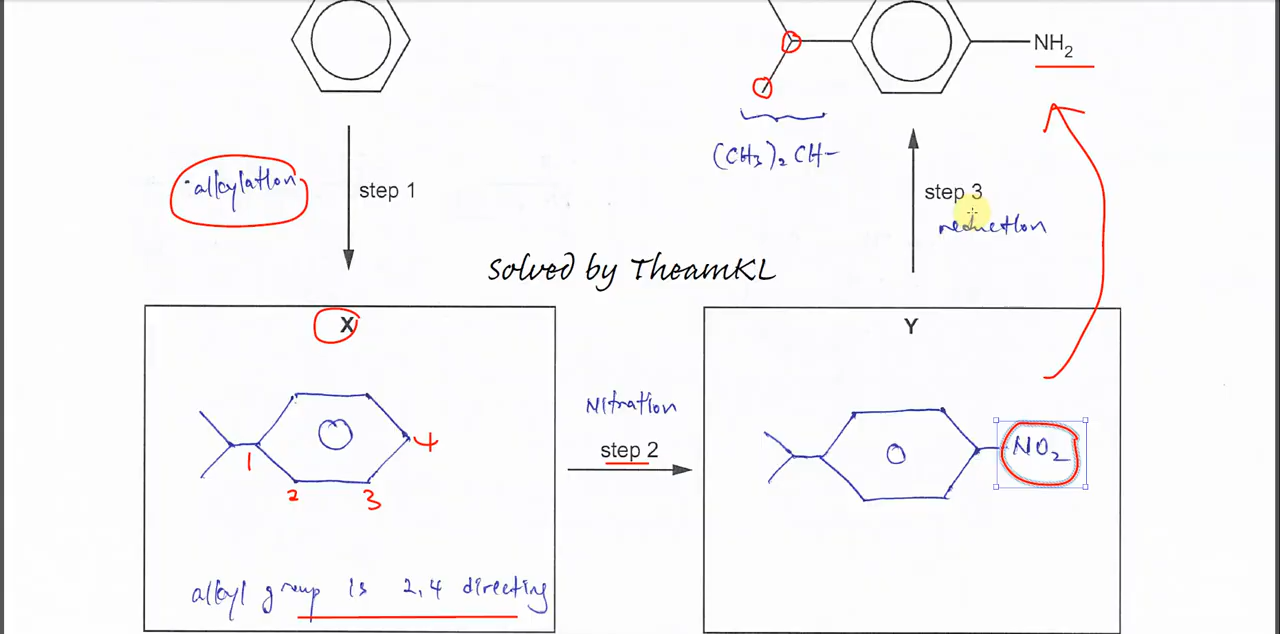 NH2
(CH3)2 CH-
alkylation
step 1
step 3
reduction
Solved by TheamKL
X
Y
Nitration
step 2
1
2
3
4
NO2
alkyl group is 2,4 directing